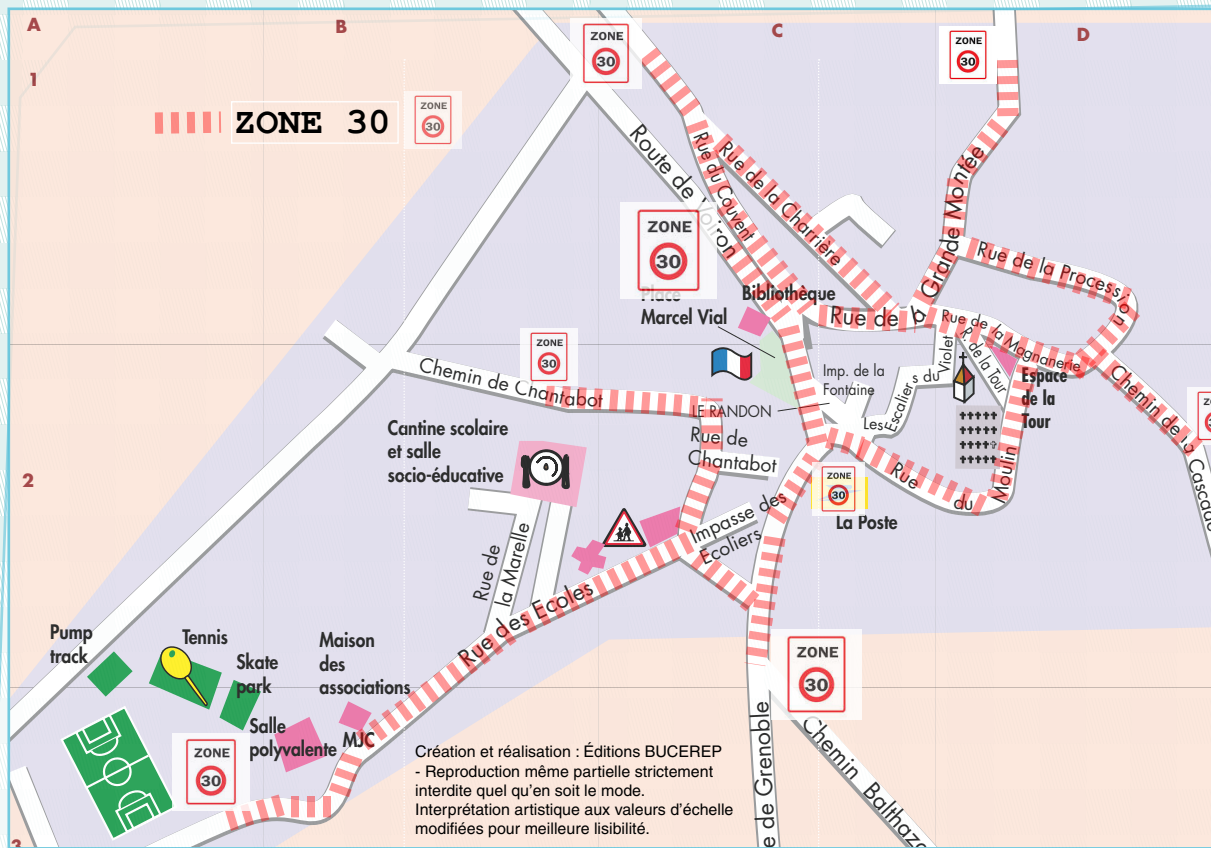 A
B
C
D
1
ZONE
30
ZONE
30
ZONE 30
ZONE
30
Route de Voiron
Rue du Couvent
Rue de la Charrière
Grande Montée
Rue de la Procession
ZONE
30
Place
Marcel Vial
Bibliothèque
Rue de la
Rue de la Magnanerie
R. de la Tour
ZONE
30
Chemin de Chantabot
Imp. de la
Fontaine
LE RANDON
Les Escaliers du Violet
Espace
de la
Tour
Chemin de la Cascade
Cantine scolaire
et salle
socio-éducative
Rue de
Chantabot
2
ZONE
30
La Poste
Rue du Moulin
Impasse des
Ecoliers
Rue de
la Marelle
Rue des Ecoles
Pump
track
Tennis
Skate
park
Maison
des
associations
Salle
polyvalente
MJC
ZONE
30
ZONE
30
e de Grenoble
Chemin Balthaza
Création et réalisation : Éditions BUCEREP
- Reproduction même partielle strictement
interdite quel qu'en soit le mode.
Interprétation artistique aux valeurs d'échelle
modifiées pour meilleure lisibilité.
3